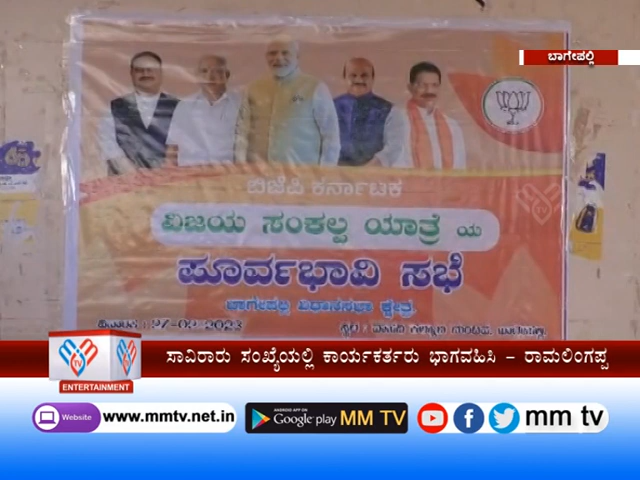 ಬಾಗೇಪಲ್ಲಿ
ಬಿಜೆಪಿ ಕರ್ನಾಟಕ
ವಿಜಯ ಸಂಕಲ್ಪ ಯಾತ್ರೆ ಯ
ಪೂರ್ವಭಾವಿ ಸಭೆ
ಬಾಗೇಪಲ್ಲಿ ವಿಧಾನಸಭಾ ಕ್ಷೇತ್ರ
ದಿನಾಂಕ : 27-02-2023
ಸಾವಿರಾರು ಸಂಖ್ಯೆಯಲ್ಲಿ ಕಾರ್ಯಕರ್ತರು ಭಾಗವಹಿಸಿ - ರಾಮಲಿಂಗಪ್ಪ
TV
ENTERTAINMENT
Website www.mmtv.net.in ANDROID APP ON Google play MM TV mm tv